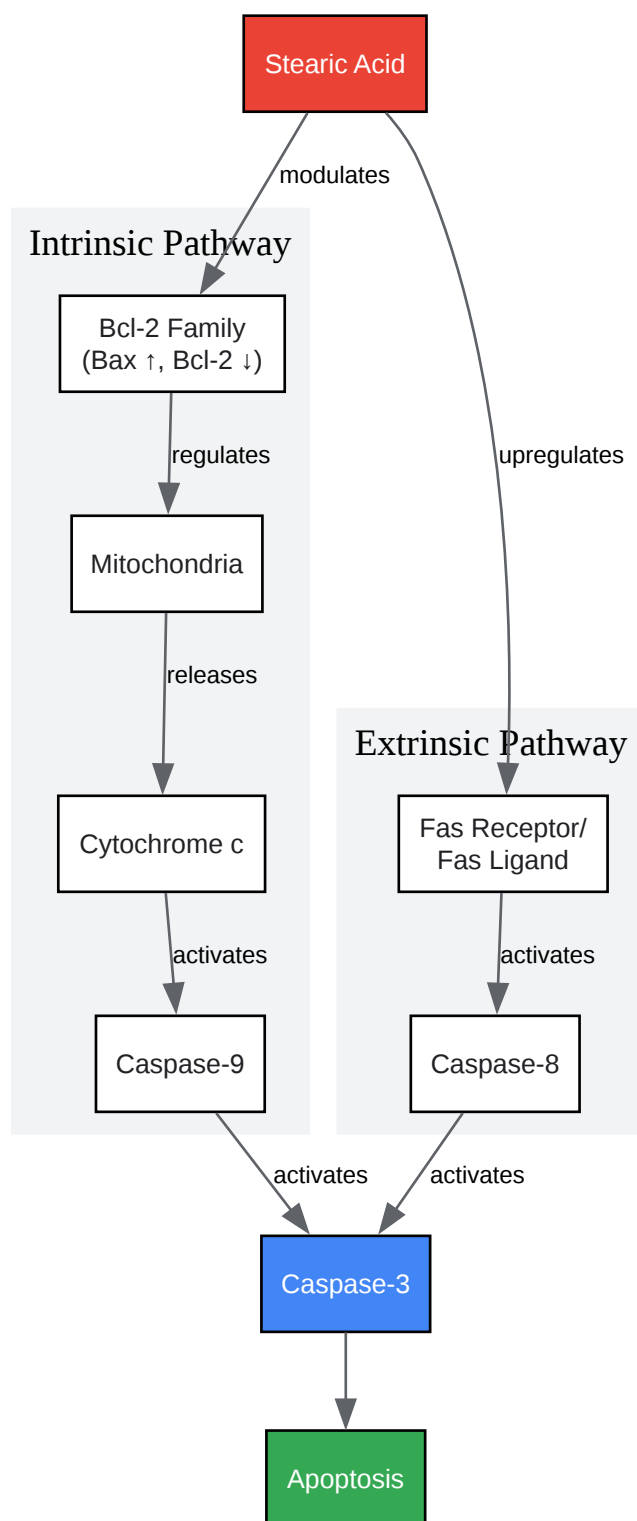 Stearic Acid
modulates
Intrinsic Pathway
Bcl-2 Family
(Bax ↑, Bcl-2 ↓)
regulates
upregulates
Mitochondria
releases
Extrinsic Pathway
Cytochrome c
Fas Receptor/
Fas Ligand
activates
activates
Caspase-9
Caspase-8
activates
activates
Caspase-3
Apoptosis